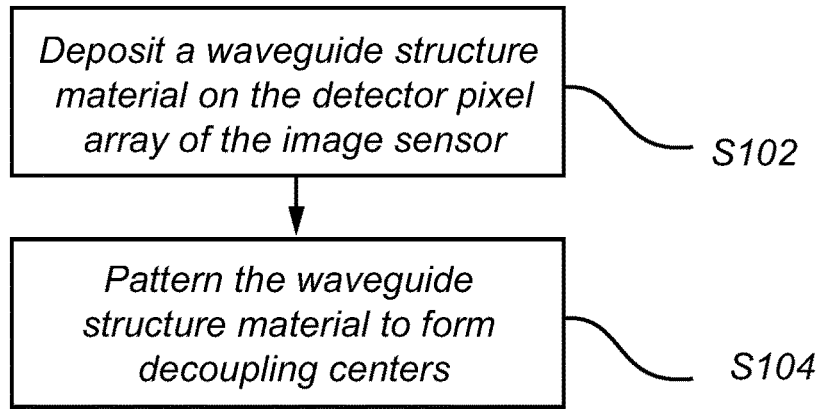 Deposit a waveguide structure
material on the detector pixel
array of the image sensor
S102
Pattern the waveguide
structure material to form
decoupling centers
S104